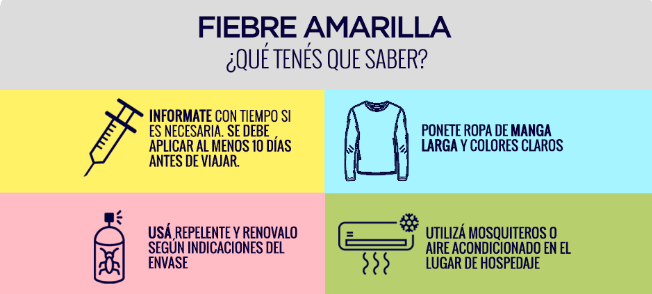 FIEBRE AMARILLA
¿QUÉ TENÉS QUE SABER?
INFORMATE CON TIEMPO SI
ES NECESARIA. SE DEBE
APLICAR AL MENOS 10 DÍAS
ANTES DE VIAJAR.
PONETE ROPA DE MANGA
LARGA Y COLORES CLAROS
USÁ REPELENTE Y RENOVALO
SEGÚN INDICACIONES DEL
ENVASE
UTILIZÁ MOSQUITEROS O
AIRE ACONDICIONADO EN EL
LUGAR DE HOSPEDAJE